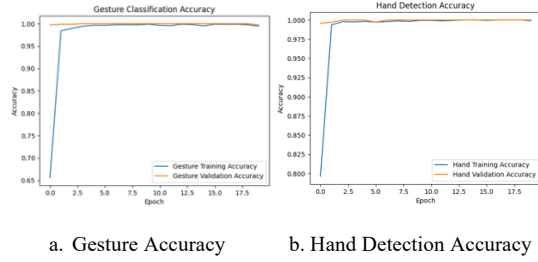 Gesture Classification Accuracy
1.00
0.95
0.90
0.85
0.80
0.75
0.70
0.65
Accuracy
0.0 2.5 5.0 7.5 10.0 12.5 15.0 17.5
Epoch
Gesture Training Accuracy
Gesture Validation Accuracy
Hand Detection Accuracy
1.000
0.975
0.950
0.925
0.900
0.875
0.850
0.825
0.800
Accuracy
0.0 2.5 5.0 7.5 10.0 12.5 15.0 17.5
Epoch
Hand Training Accuracy
Hand Validation Accuracy
a. Gesture Accuracy
b. Hand Detection Accuracy